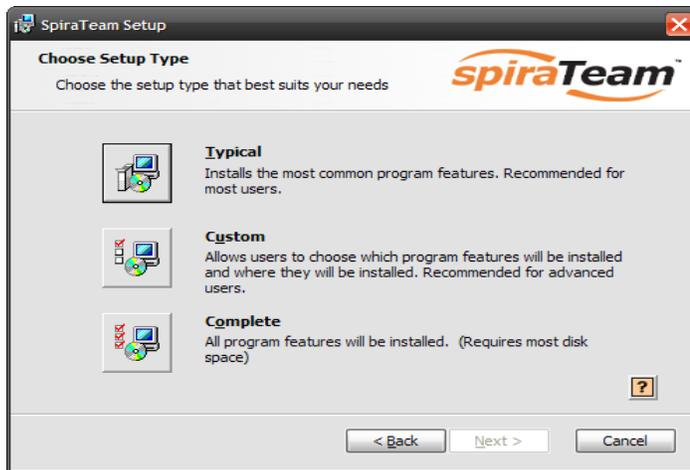 SpiraTeam Setup
Choose Setup Type
Choose the setup type that best suits your needs
spiraTeam™
Typical
Installs the most common program features. Recommended for
most users.
Custom
Allows users to choose which program features will be installed
and where they will be installed. Recommended for advanced
users.
Complete
All program features will be installed.  (Requires most disk
space)
?
< Back
Next >
Cancel